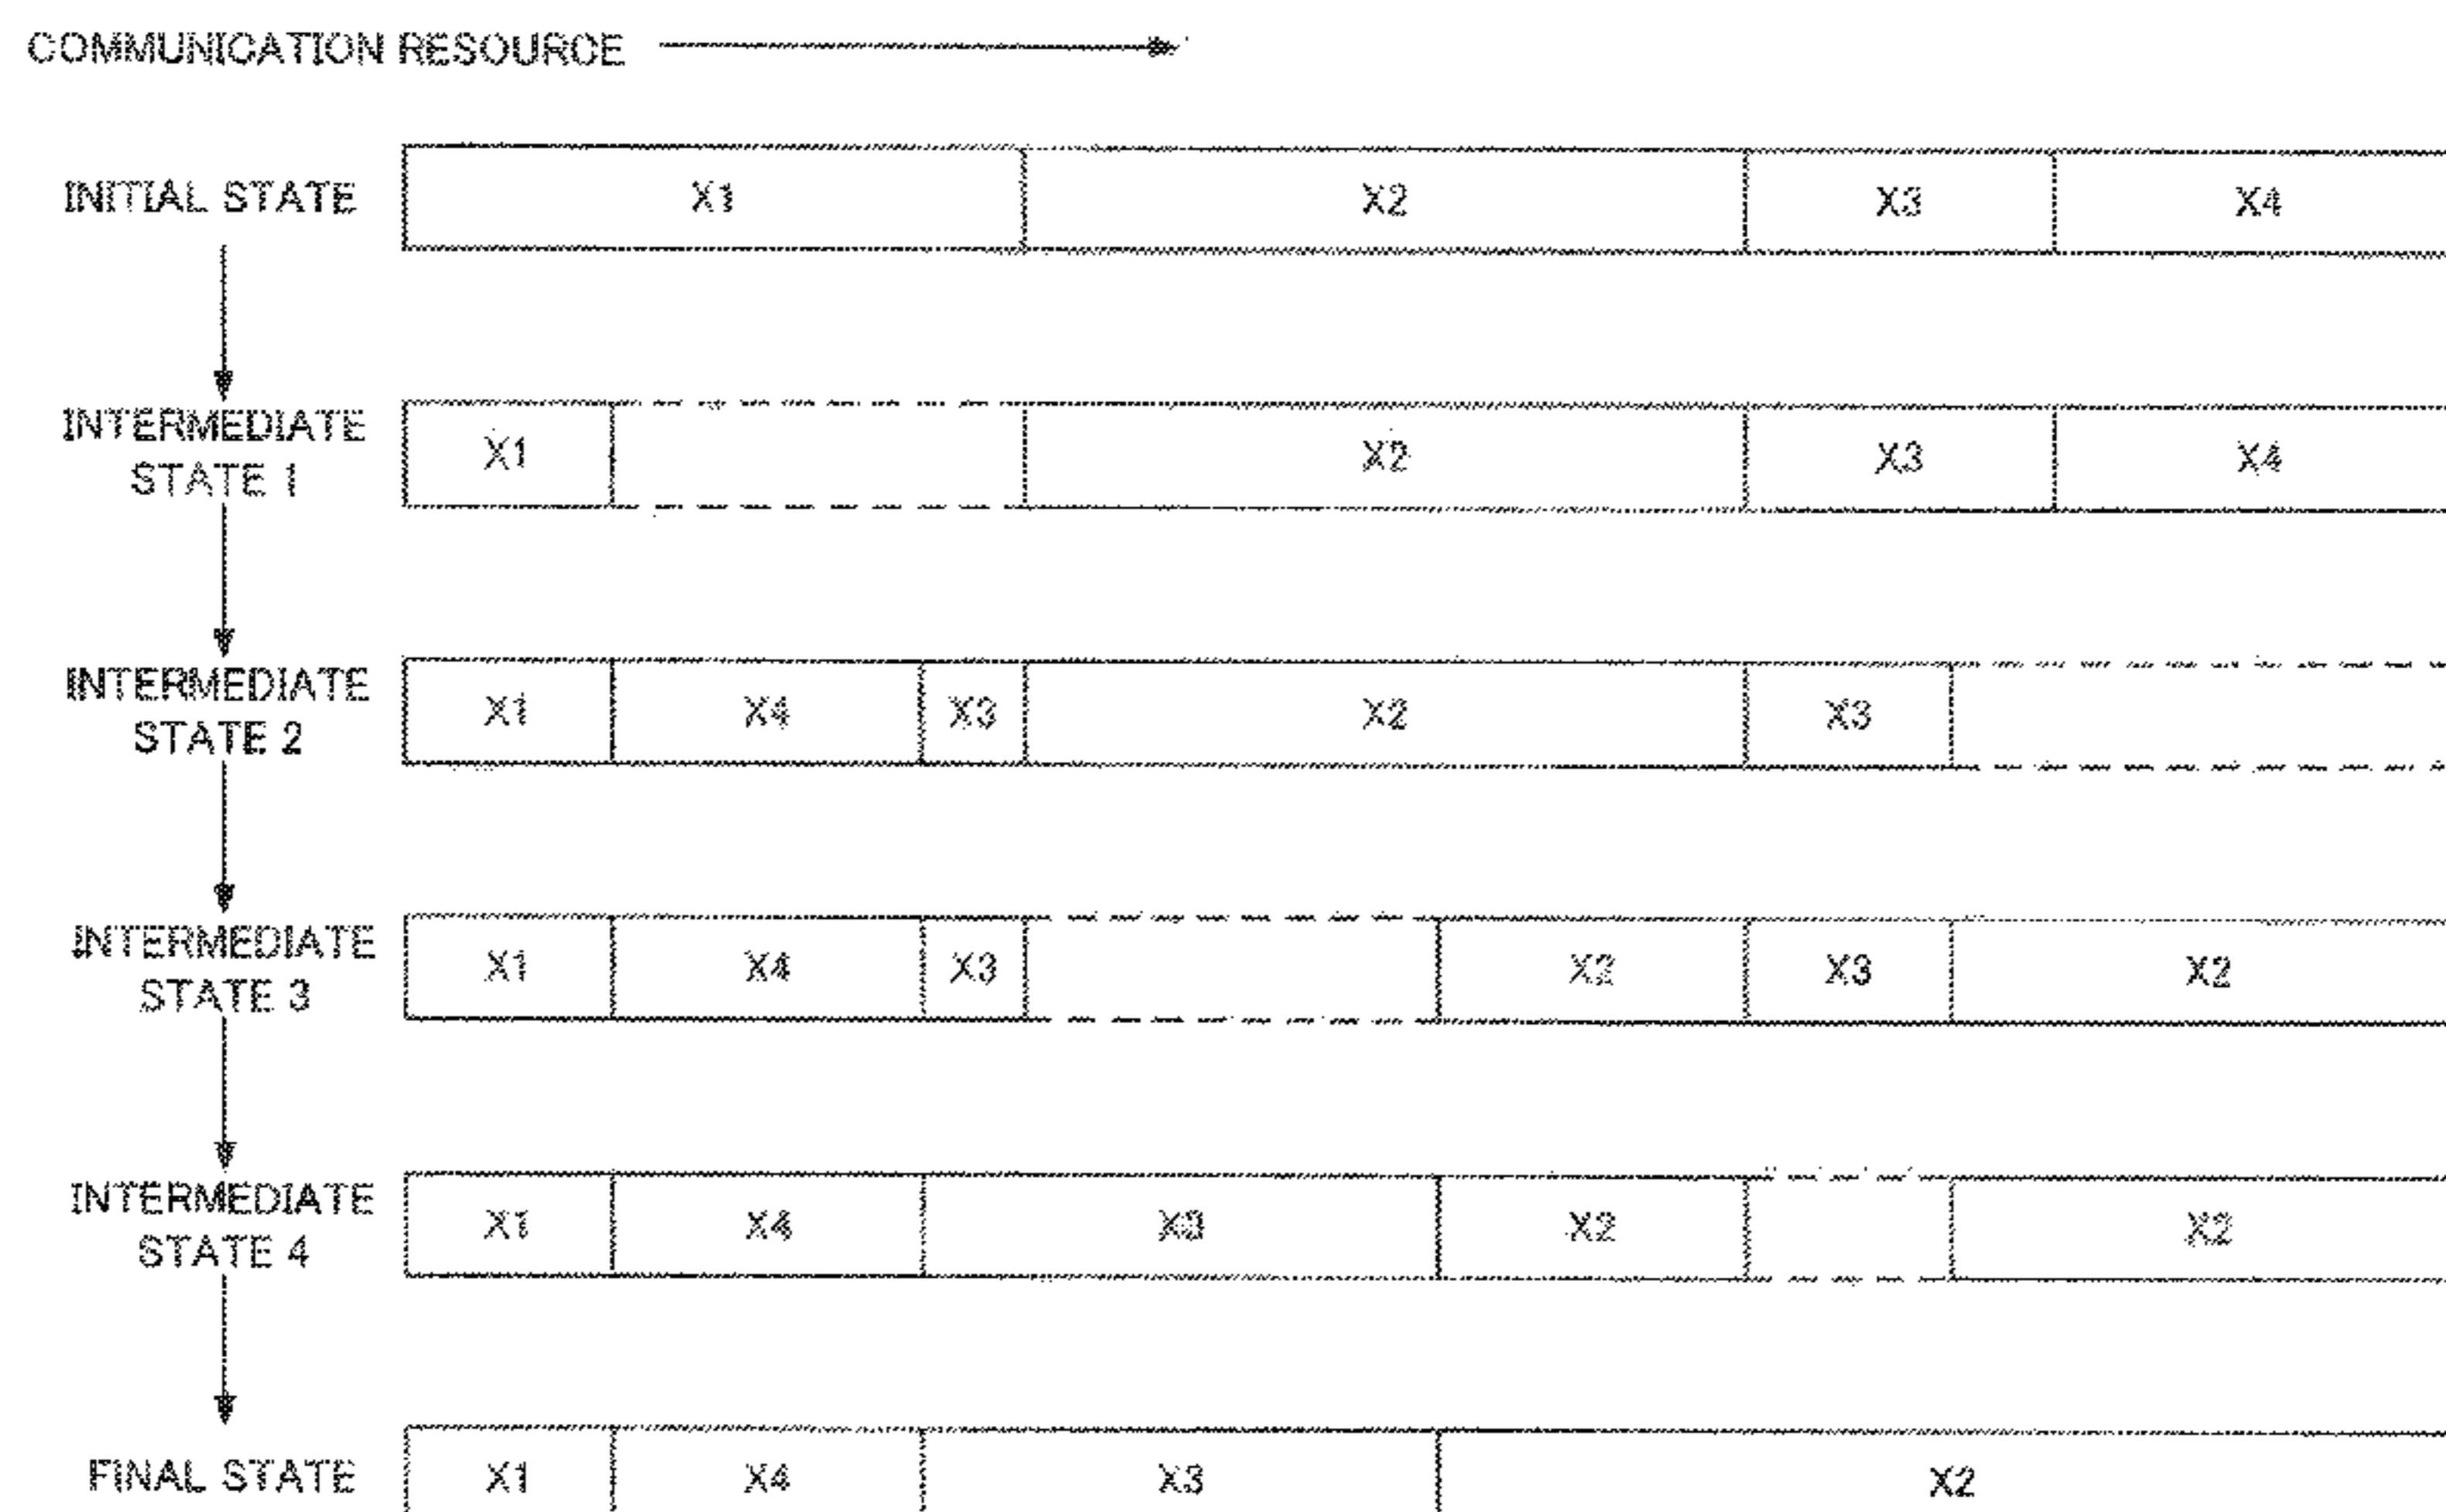 COMMUNICATION RESOURCE
INITIAL STATE X1 X2 X3 X4
INTERMEDIATE STATE 1 X1 X2 X3 X4
INTERMEDIATE STATE 2 X1 X4 X3 X2 X3
INTERMEDIATE STATE 3 X1 X4 X3 X2 X3 X2
INTERMEDIATE STATE 4 X1 X4 X3 X2 X2
FINAL STATE X1 X4 X3 X2